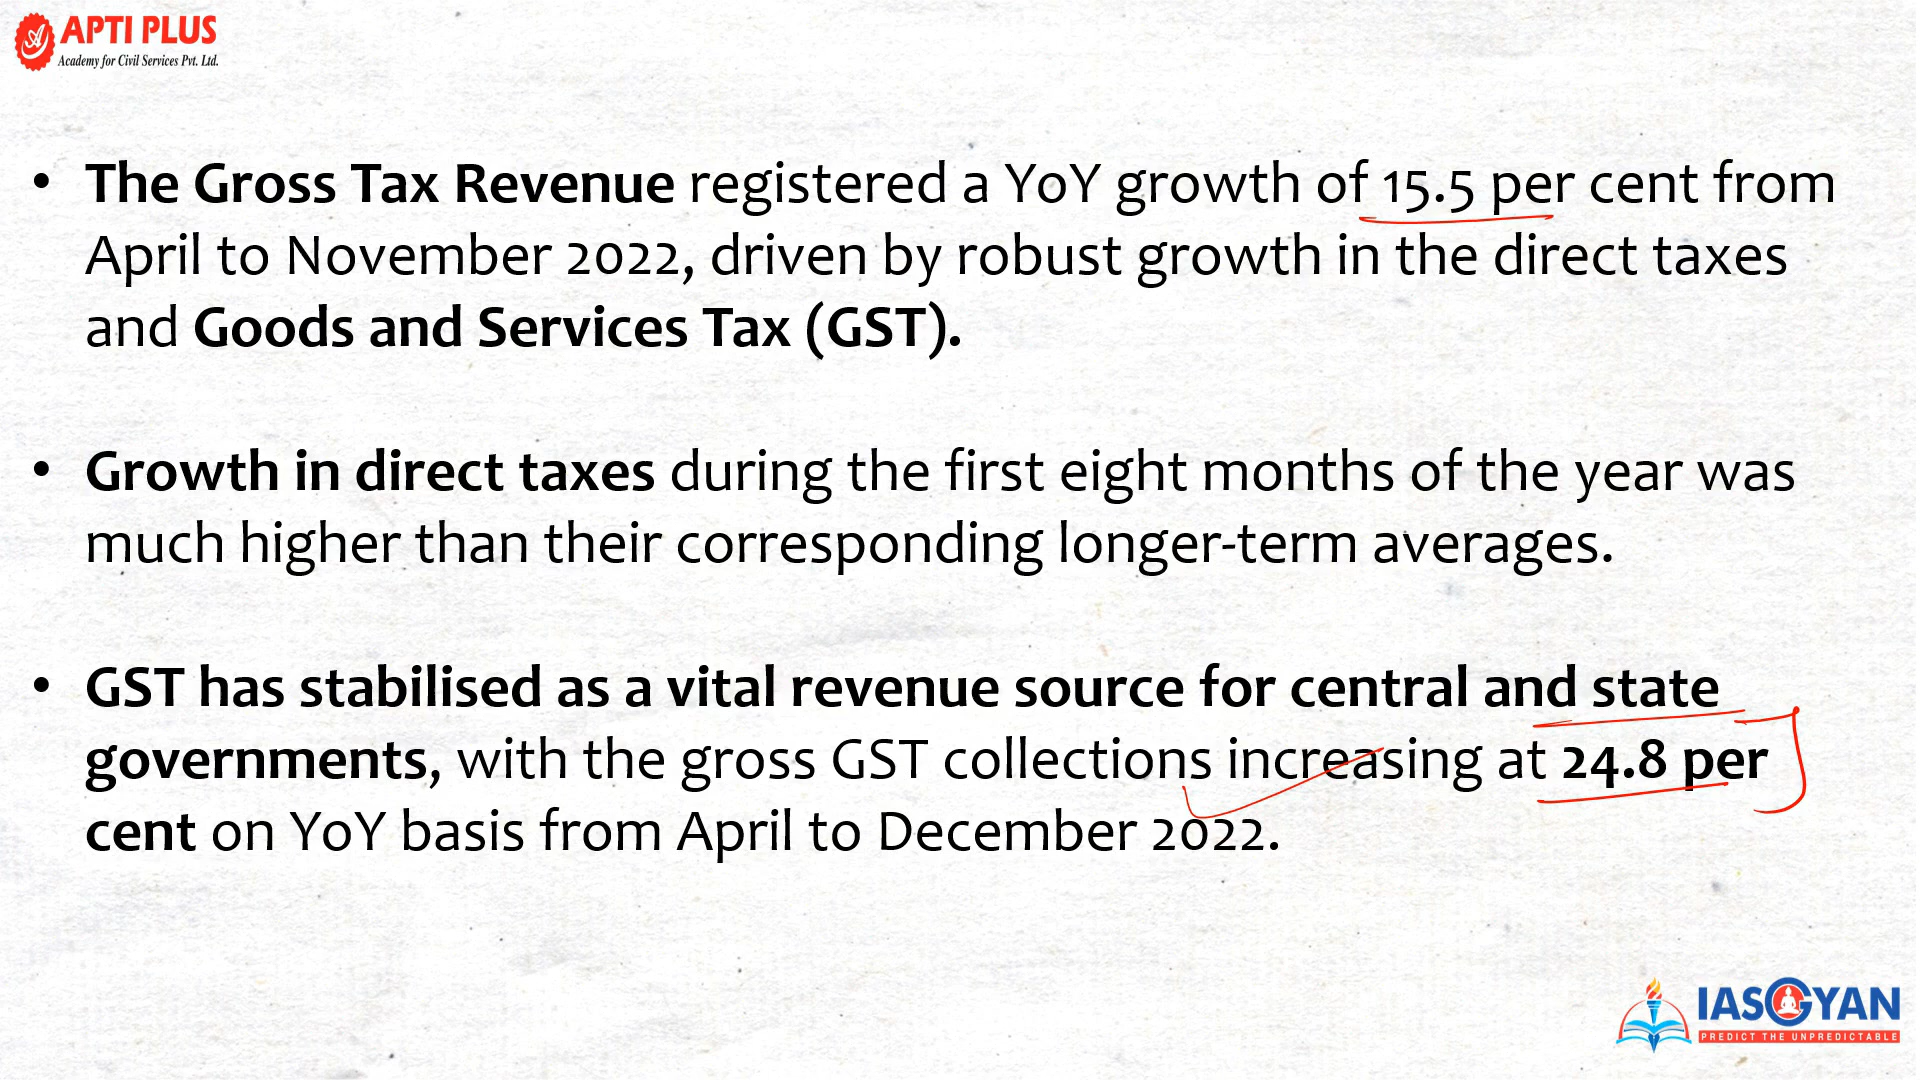 APTI PLUS
Academy for Civil Services Pvt. Ltd.
• The Gross Tax Revenue registered a YoY growth of 15.5 per cent from
April to November 2022, driven by robust growth in the direct taxes
and Goods and Services Tax (GST).
• Growth in direct taxes during the first eight months of the year was
much higher than their corresponding longer-term averages.
• GST has stabilised as a vital revenue source for central and state
governments, with the gross GST collections increasing at 24.8 per
cent on YoY basis from April to December 2022.
IASGYAN
PREDICT THE UNPREDICTABLE